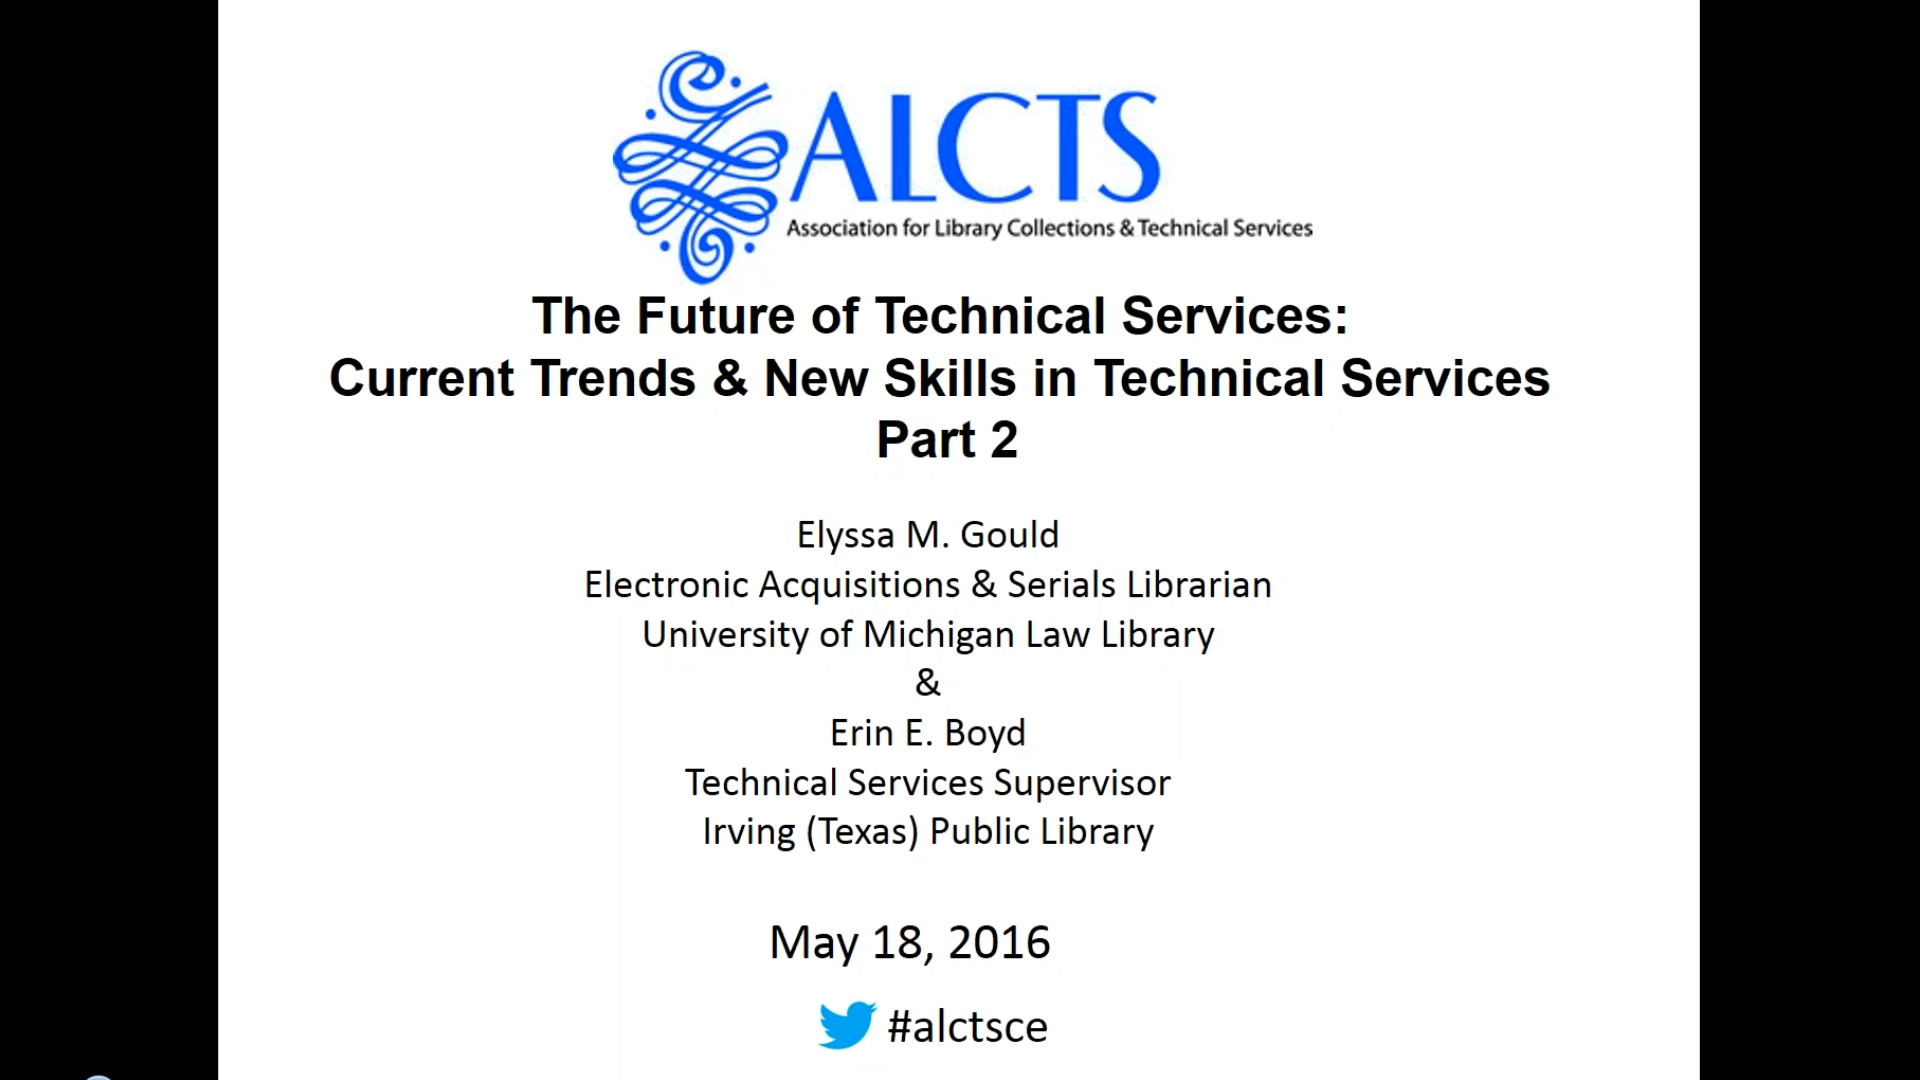 ALCTS
Association for Library Collections & Technical Services
The Future of Technical Services:
Current Trends & New Skills in Technical Services
Part 2
Elyssa M. Gould
Electronic Acquisitions & Serials Librarian
University of Michigan Law Library
&
Erin E. Boyd
Technical Services Supervisor
Irving (Texas) Public Library
May 18, 2016
#alctsce